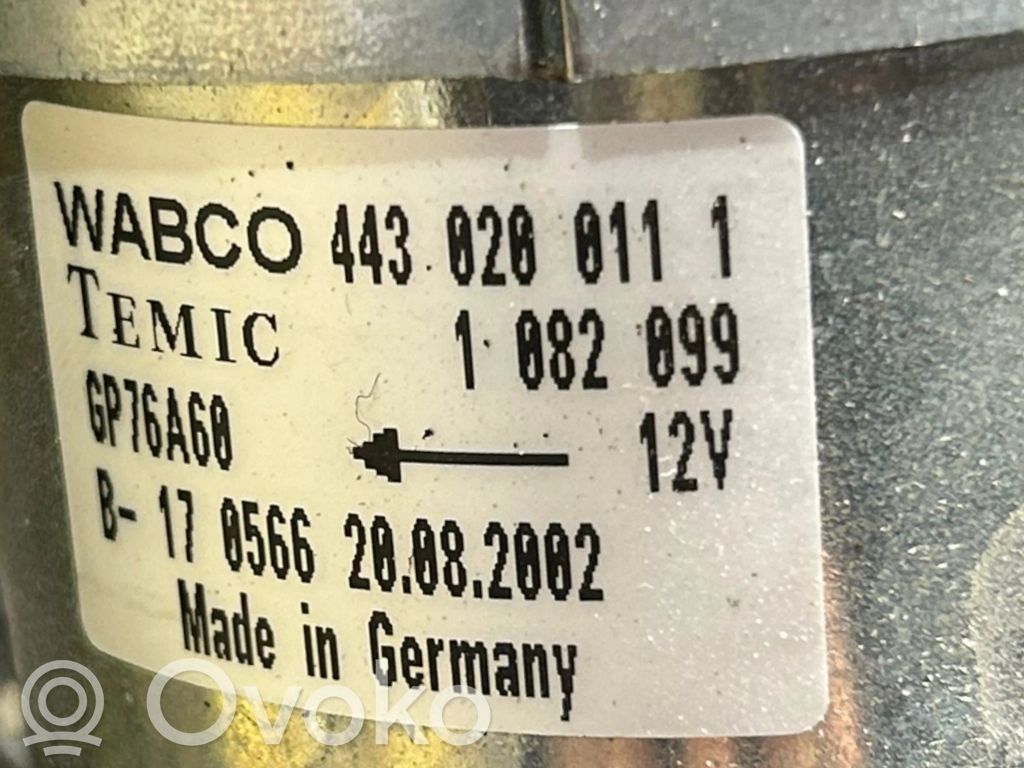 WABCO 443 020 011 1
TEMIC 1 082 099
GP76A60 12V
B- 17 0566 20.08.2002
Made in Germany
Ovoko